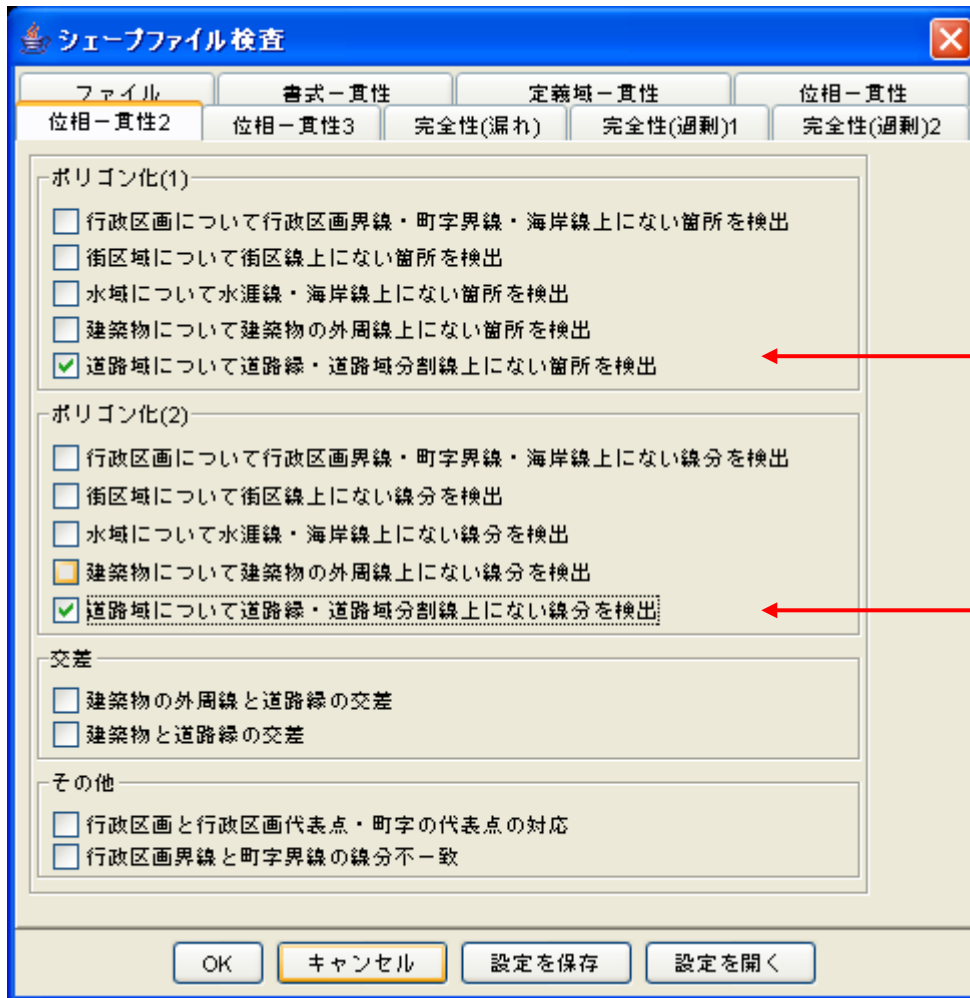 シェープファイル検査
ファイル
書式一貫性
定義域一貫性
位相一貫性
位相一貫性2
位相一貫性3
完全性(漏れ)
完全性(過剰)1
完全性(過剰)2
ポリゴン化(1)
行政区画について行政区画界線・町字界線・海岸線上にない箇所を検出
街区域について街区線上にない箇所を検出
水域について水涯線・海岸線上にない箇所を検出
建築物について建築物の外周線上にない箇所を検出
道路域について道路縁・道路域分割線上にない箇所を検出
ポリゴン化(2)
行政区画について行政区画界線・町字界線・海岸線上にない線分を検出
街区域について街区線上にない線分を検出
水域について水涯線・海岸線上にない線分を検出
建築物について建築物の外周線上にない線分を検出
道路域について道路縁・道路域分割線上にない線分を検出
交差
建築物の外周線と道路縁の交差
建築物と道路縁の交差
その他
行政区画と行政区画代表点・町字の代表点の対応
行政区画界線と町字界線の線分不一致
OK
キャンセル
設定を保存
設定を開く